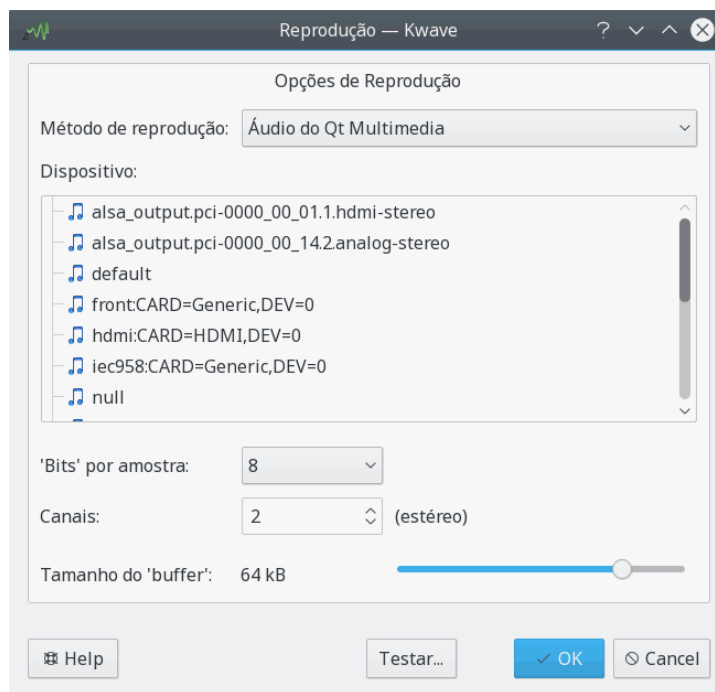 Reprodução — Kwave
Opções de Reprodução
Método de reprodução: Áudio do Qt Multimedia
Dispositivo:
alsa_output.pci-0000_00_01.1.hdmi-stereo
alsa_output.pci-0000_00_14.2.analog-stereo
default
front:CARD=Generic,DEV=0
hdmi:CARD=HDMI,DEV=0
iec958:CARD=Generic,DEV=0
null
'Bits' por amostra: 8
Canais: 2 (estéreo)
Tamanho do 'buffer': 64 kB
Help Testar... OK Cancel